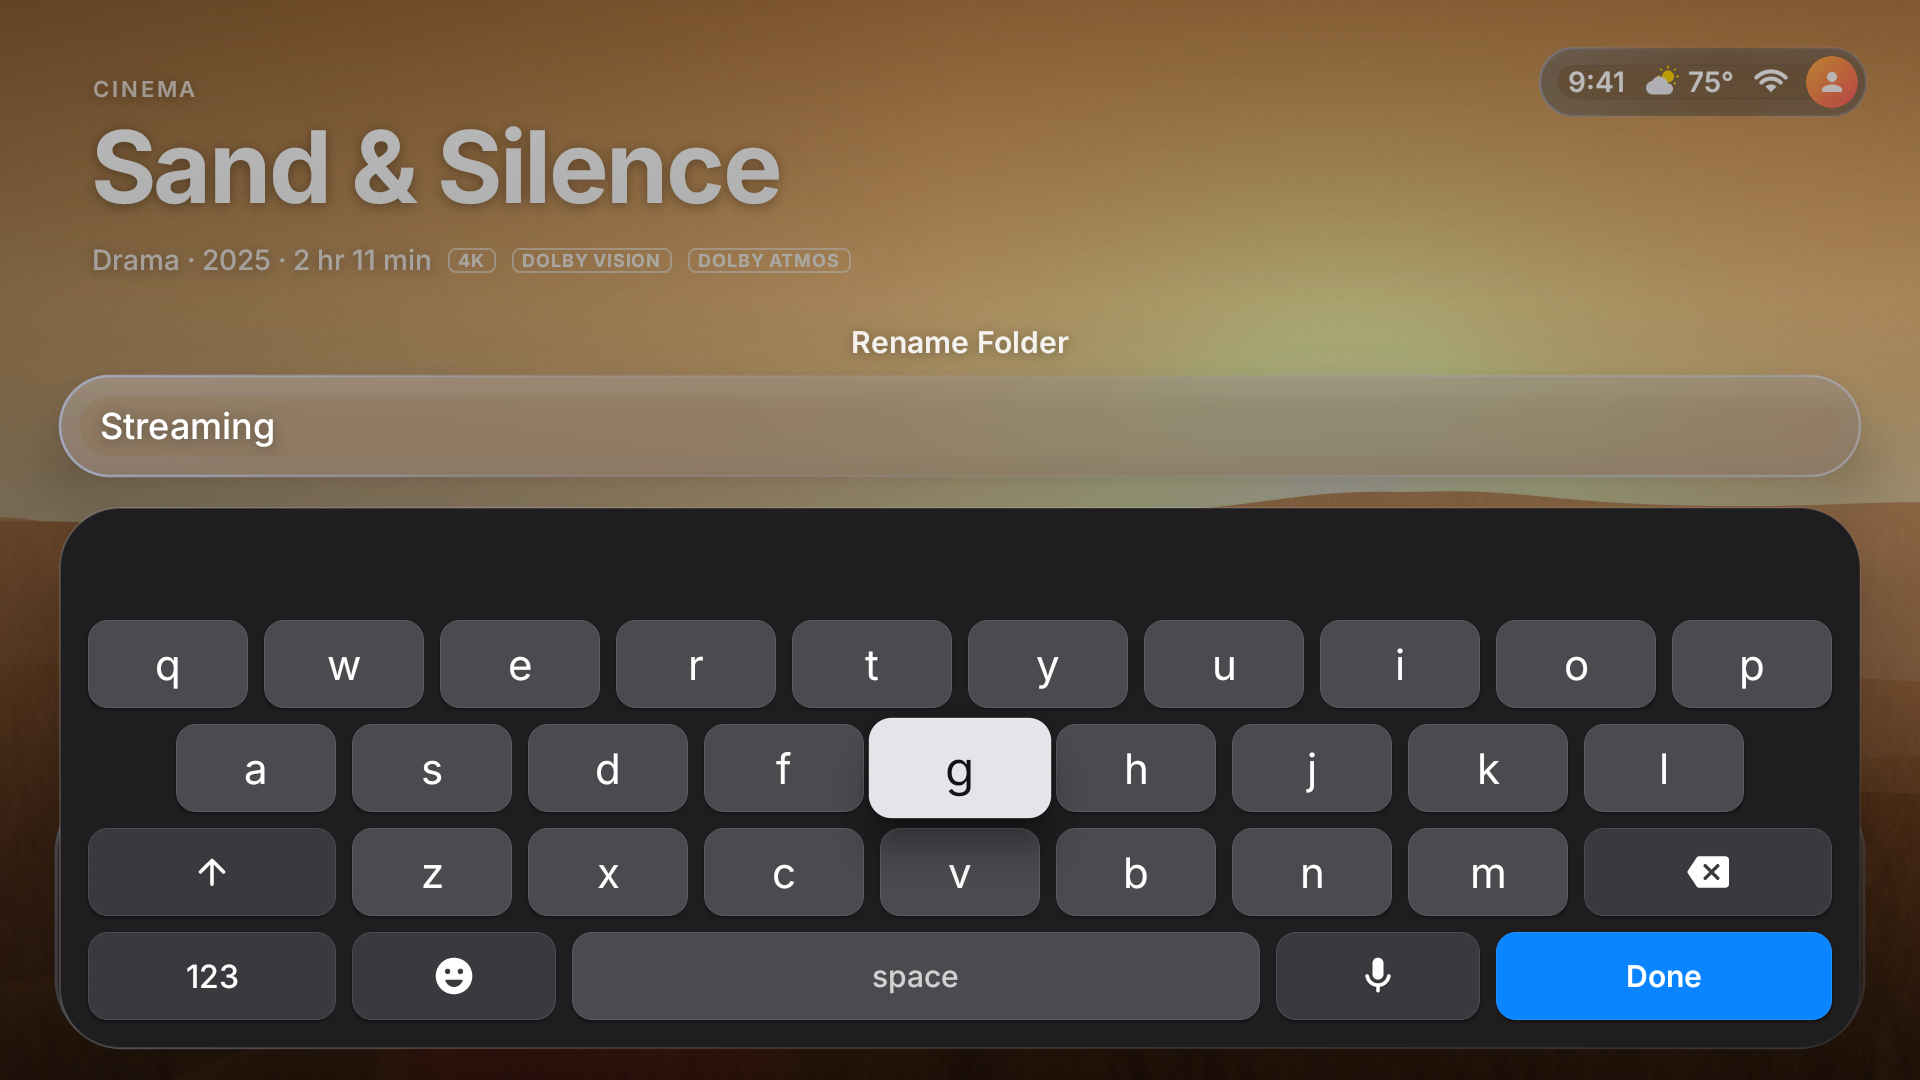 CINEMA
Sand & Silence
Drama · 2025 · 2 hr 11 min 4K DOLBY VISION DOLBY ATMOS
9:41 75°
Rename Folder
Streaming
q w e r t y u i o p
a s d f g h j k l
z x c v b n m
123 space Done